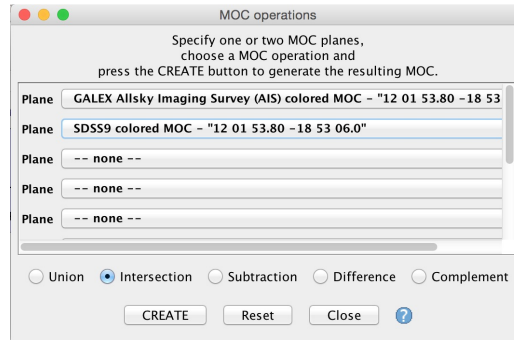 MOC operations
Specify one or two MOC planes,
choose a MOC operation and
press the CREATE button to generate the resulting MOC.
Plane GALEX Allsky Imaging Survey (AIS) colored MOC - "12 01 53.80 -18 53
Plane SDSS9 colored MOC - "12 01 53.80 -18 53 06.0"
Plane -- none --
Plane -- none --
Plane -- none --
Union Intersection Subtraction Difference Complement
CREATE Reset Close ?